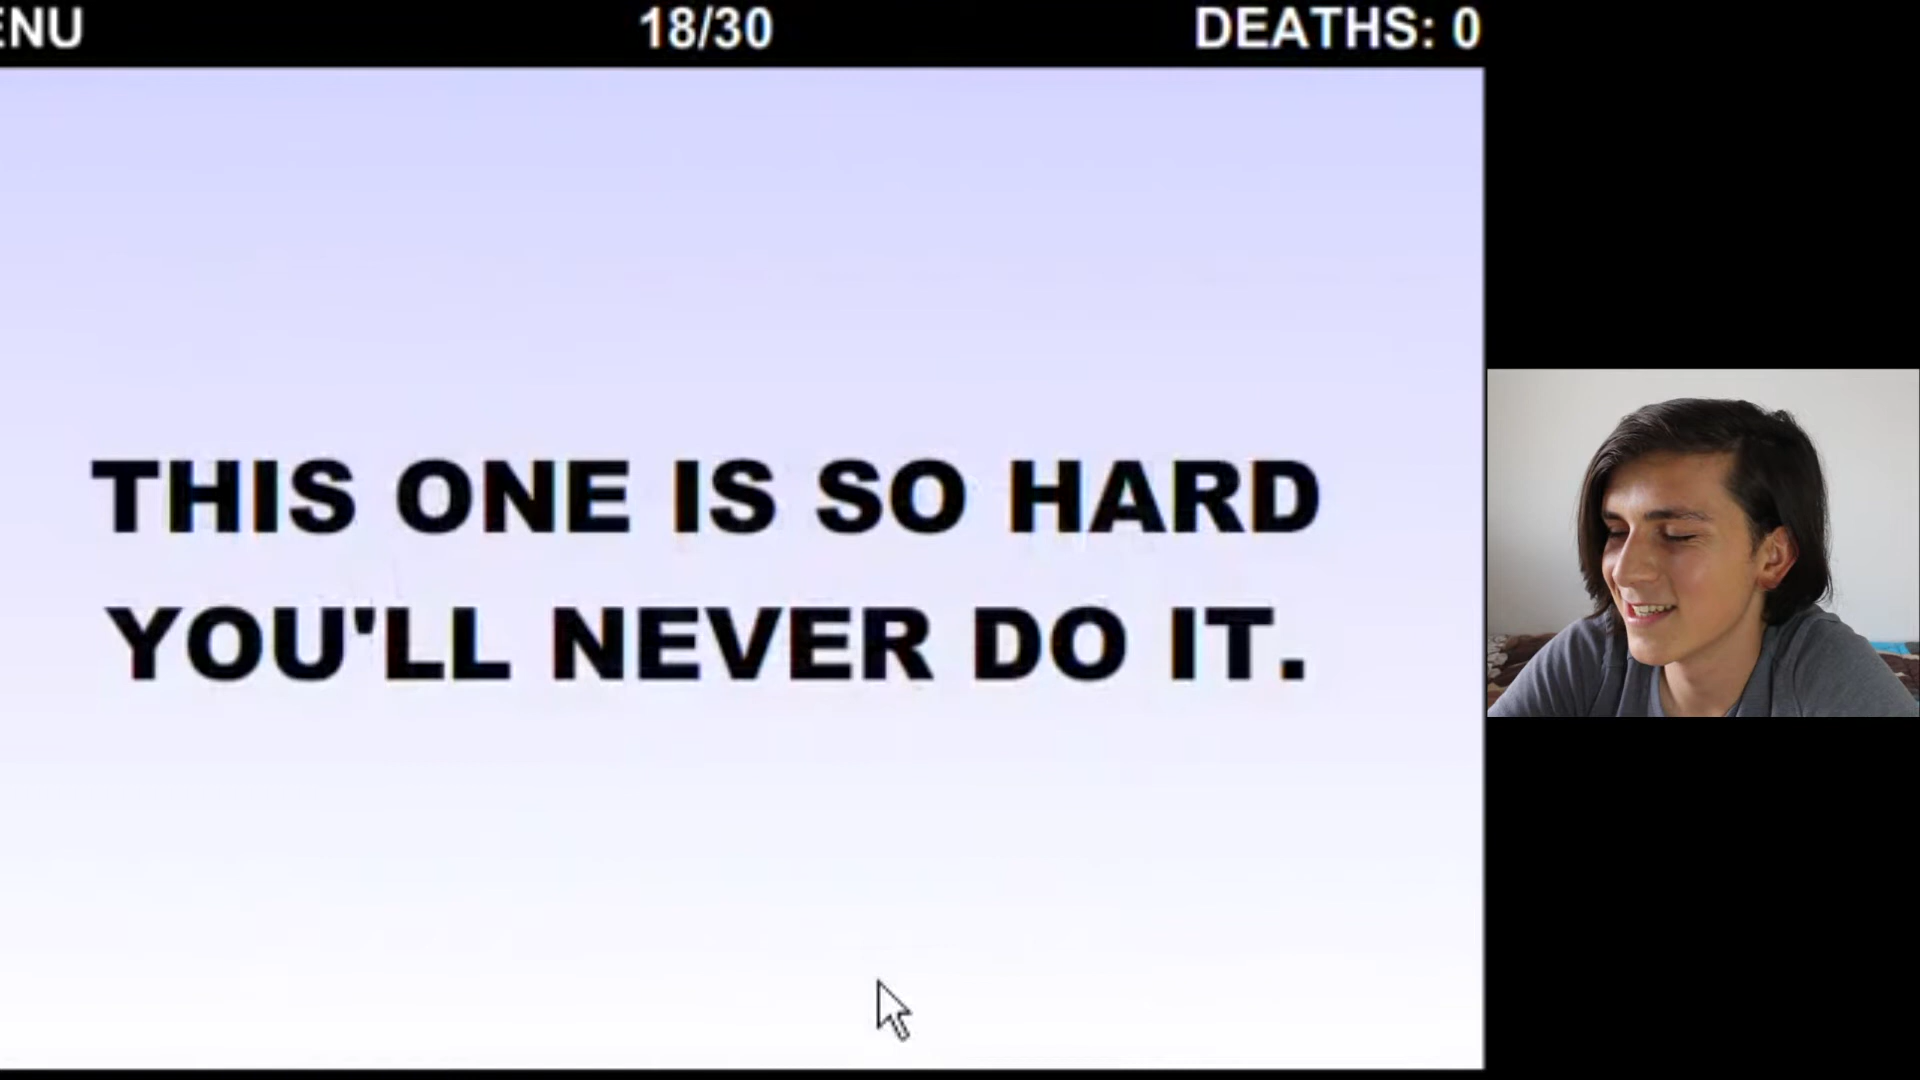 ENU 18/30 DEATHS: 0
THIS ONE IS SO HARD
YOU'LL NEVER DO IT.